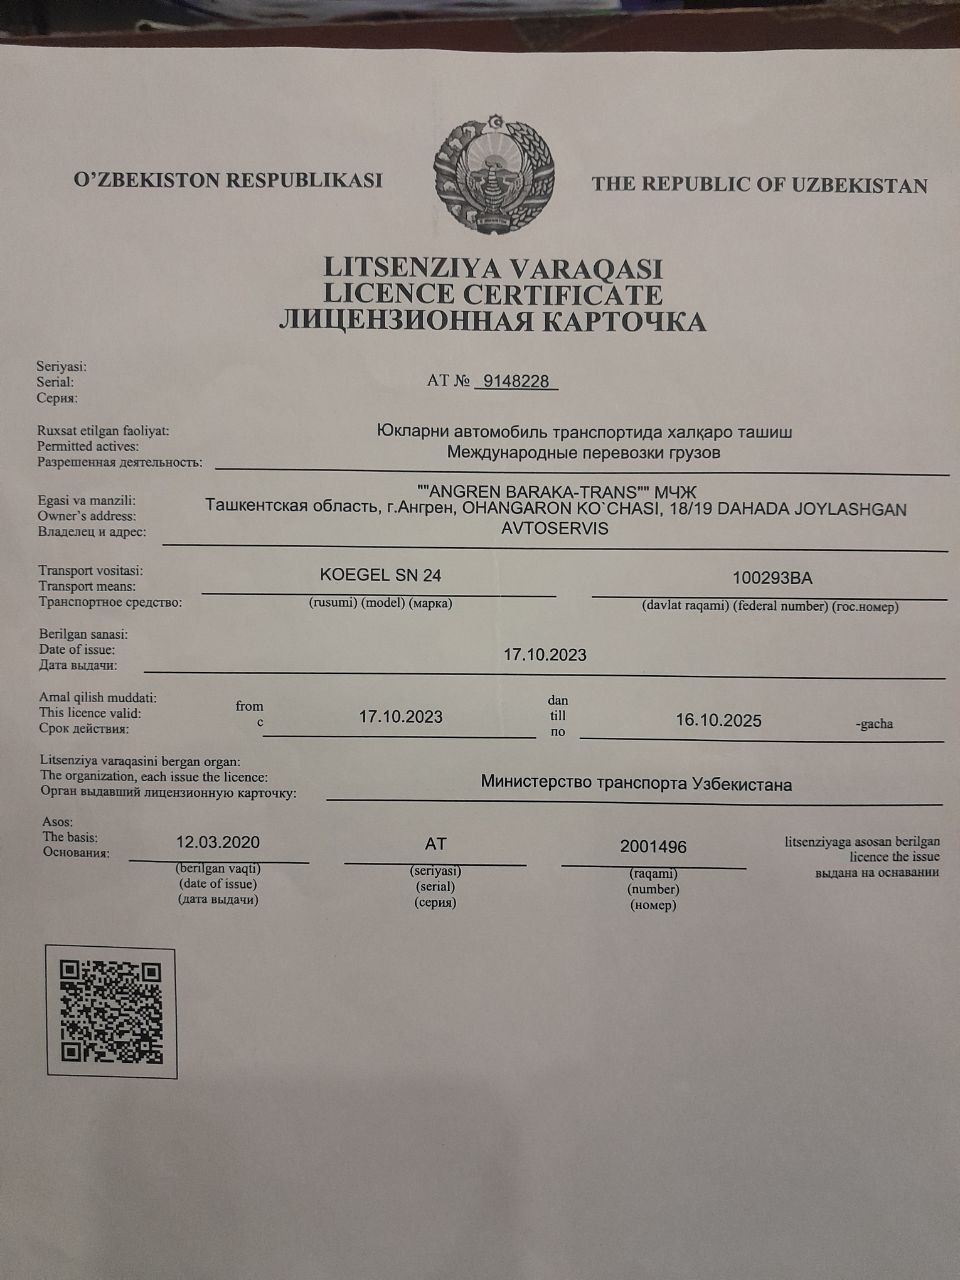 O’ZBEKISTON RESPUBLIKASI
THE REPUBLIC OF UZBEKISTAN
LITSENZIYA VARAQASI
LICENCE CERTIFICATE
ЛИЦЕНЗИОННАЯ КАРТОЧКА
Seriyasi:
Serial:
Серия:
АТ № 9148228
Ruxsat etilgan faoliyat:
Permitted actives:
Разрешенная деятельность:
Юкларни автомобиль транспортида халқаро ташиш
Международные перевозки грузов
Egasi va manzili:
Owner's address:
Владелец и адрес:
""ANGREN BARAKA-TRANS"" МЧЖ
Ташкентская область, г.Ангрен, OHANGARON KO`CHASI, 18/19 DAHADA JOYLASHGAN
AVTOSERVIS
Transport vositasi:
Transport means:
Транспортное средство:
KOEGEL SN 24
(rusumi) (model) (марка)
100293BA
(davlat raqami) (federal number) (гос.номер)
Berilgan sanasi:
Date of issue:
Дата выдачи:
17.10.2023
Amal qilish muddati:
This licence valid:
Срок действия:
from
с
17.10.2023
dan
till
по
16.10.2025
-gacha
Litsenziya varaqasini bergan organ:
The organization, each issue the licence:
Орган выдавший лицензионную карточку:
Министерство транспорта Узбекистана
Asos:
The basis:
Основания:
12.03.2020
(berilgan vaqti)
(date of issue)
(дата выдачи)
АТ
(seriyasi)
(serial)
(серия)
2001496
(raqami)
(number)
(номер)
litsenziyaga asosan berilgan
licence the issue
выдана на оснавании